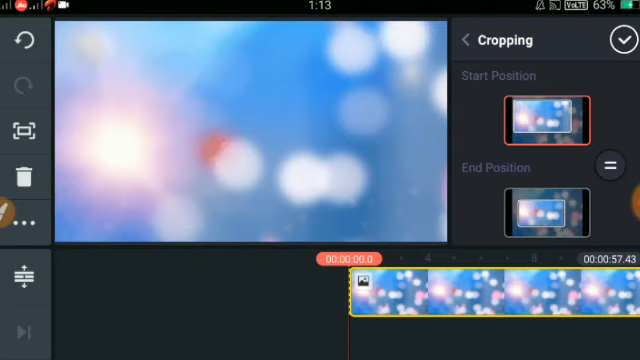 Jio
1:13
VoLTE 63%
Cropping
Start Position
End Position
=
00:00:00.0
4
8
00:00:57.43